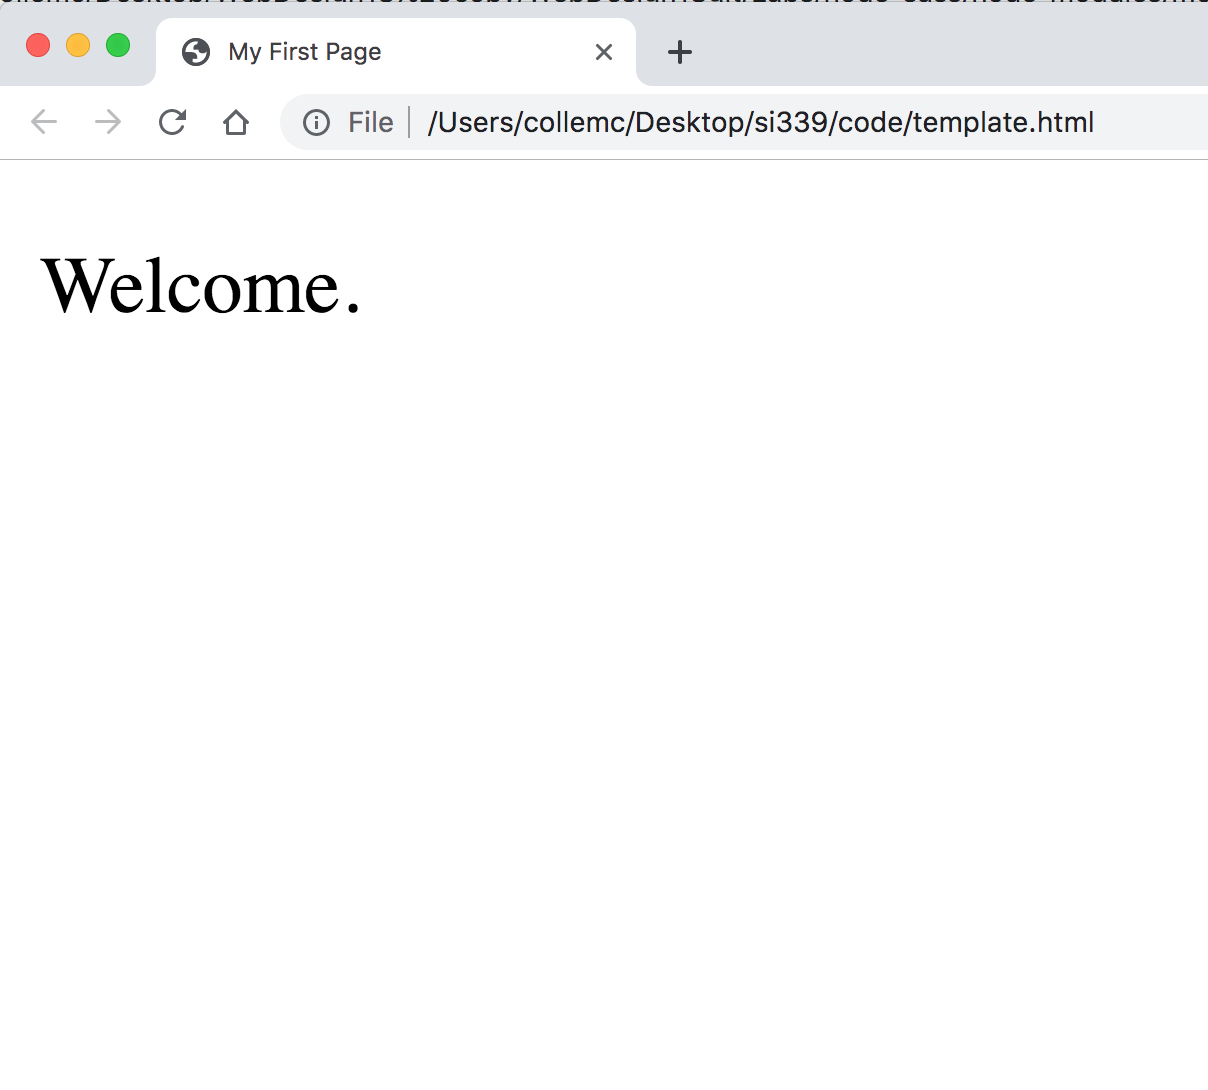 My First Page
File /Users/collemc/Desktop/si339/code/template.html
Welcome.